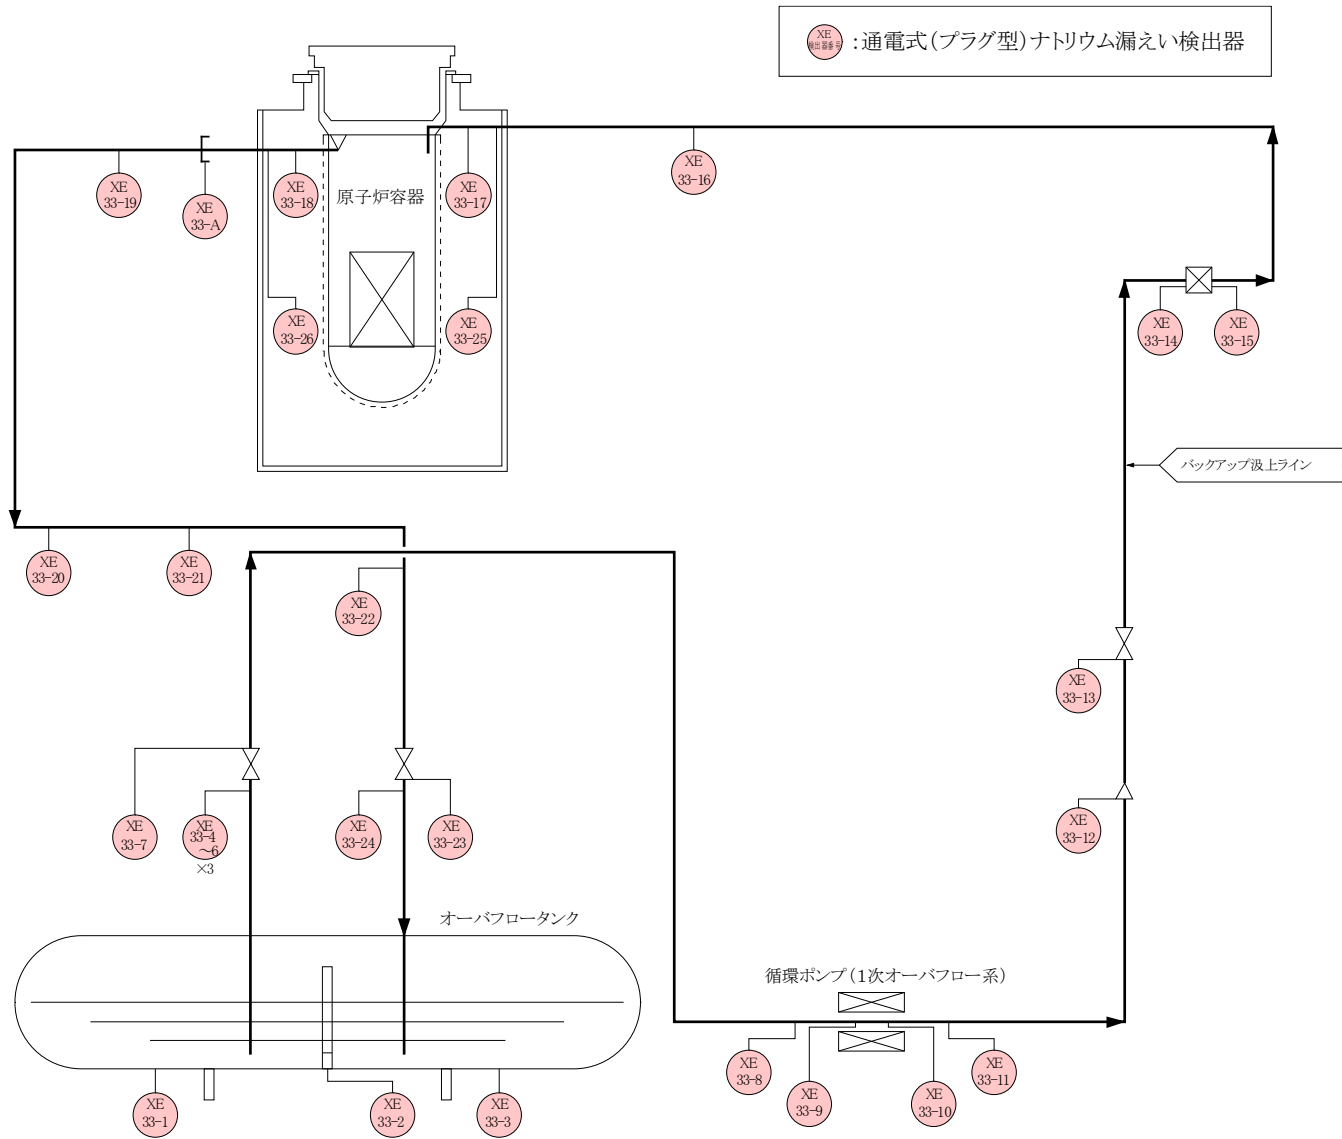 XE
検出器番号
:通電式(プラグ型)ナトリウム漏えい検出器
XE
33-16
XE
33-19
XE
33-A
XE
33-18
原子炉容器
XE
33-17
XE
33-26
XE
33-25
XE
33-14
XE
33-15
バックアップ汲上ライン
XE
33-20
XE
33-21
XE
33-22
XE
33-13
XE
33-7
XE
33-4
~6
×3
XE
33-24
XE
33-23
XE
33-12
オーバフロータンク
循環ポンプ(1次オーバフロー系)
XE
33-8
XE
33-9
XE
33-10
XE
33-11
XE
33-1
XE
33-2
XE
33-3